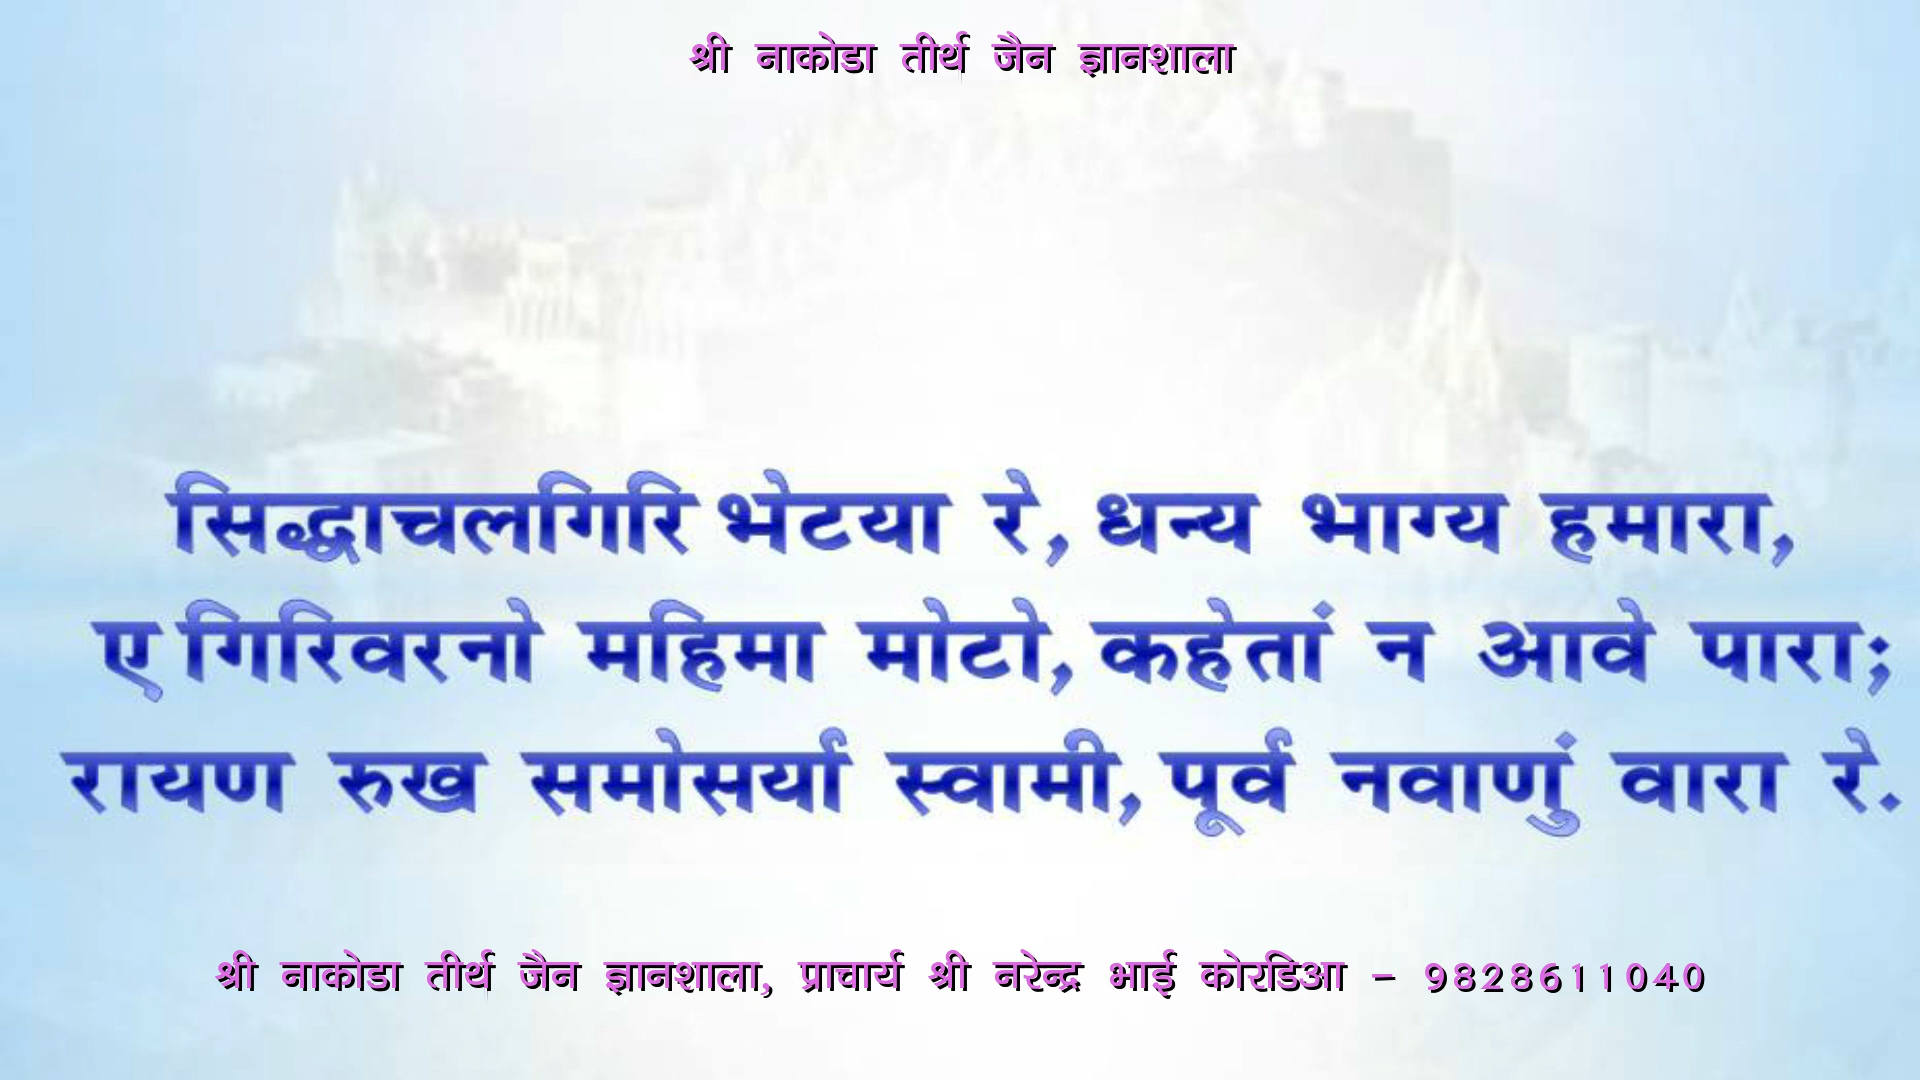 श्री नाकोडा तीर्थ जैन ज्ञानशाला
सिद्धाचलगिरि भेटया रे, धन्य भाग्य हमारा,
ए गिरिवरनो महिमा मोटो, कहेतां न आवे पारा;
रायण रुख समोसर्या स्वामी, पूर्व नवाणुं वारा रे.
श्री नाकोडा तीर्थ जैन ज्ञानशाला, प्राचार्य श्री नरेन्द्र भाई कोरडिआ - 9828611040